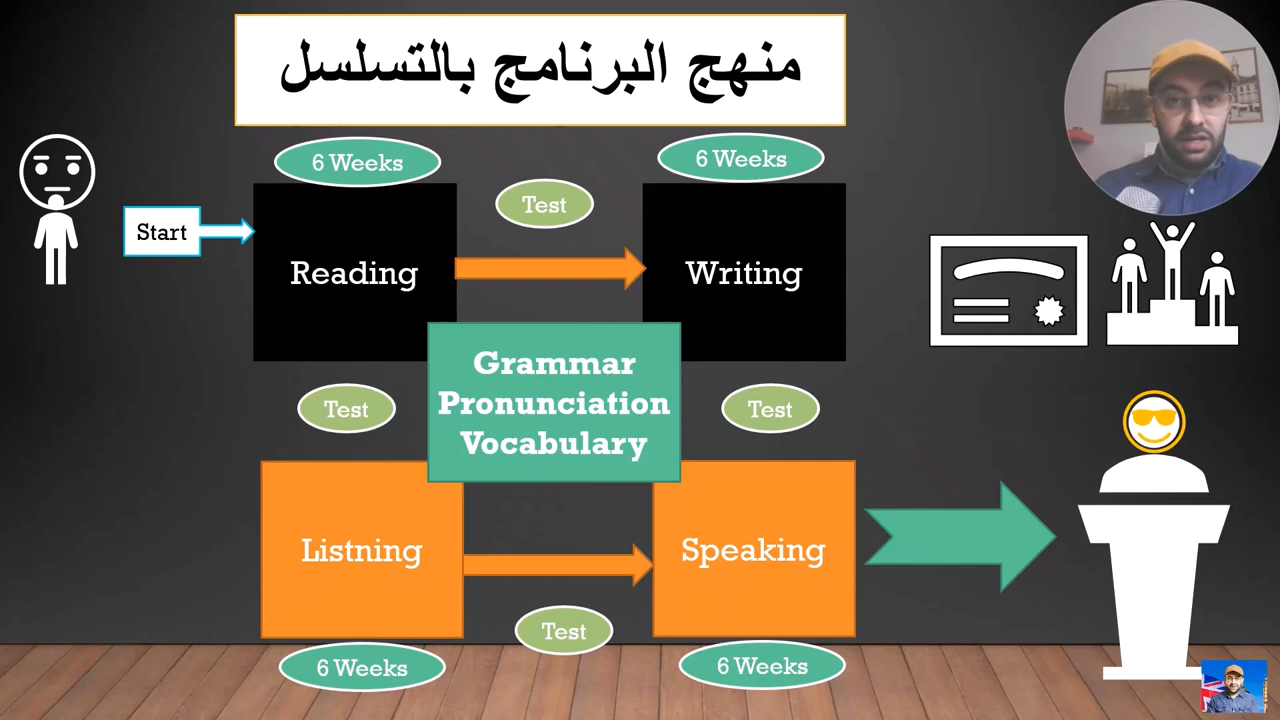 منهج البرنامج بالتسلسل
6 Weeks
6 Weeks
Test
Start
Reading
Writing
Grammar
Pronunciation
Vocabulary
Test
Test
Listning
Speaking
Test
6 Weeks
6 Weeks